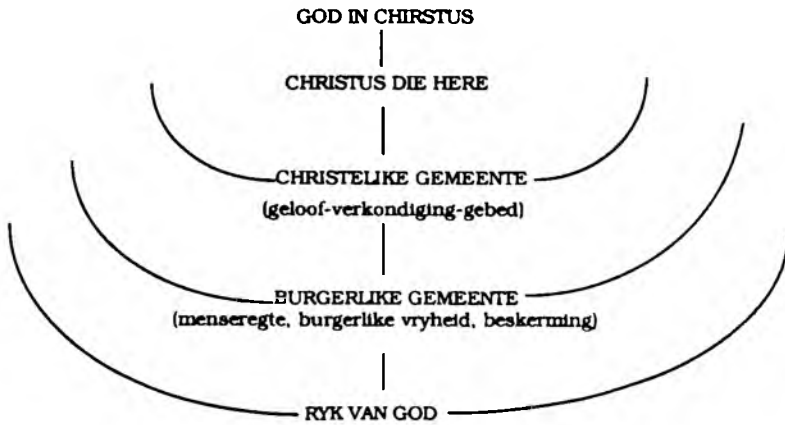 GOD IN CHIRSTUS
CHRISTUS DIE HERE
CHRISTELIKE GEMEENTE
(geloof-verkondiging-gebed)
BURGERLIKE GEMEENTE
(menseregte, burgerlike vryheid, beskerming)
RYK VAN GOD